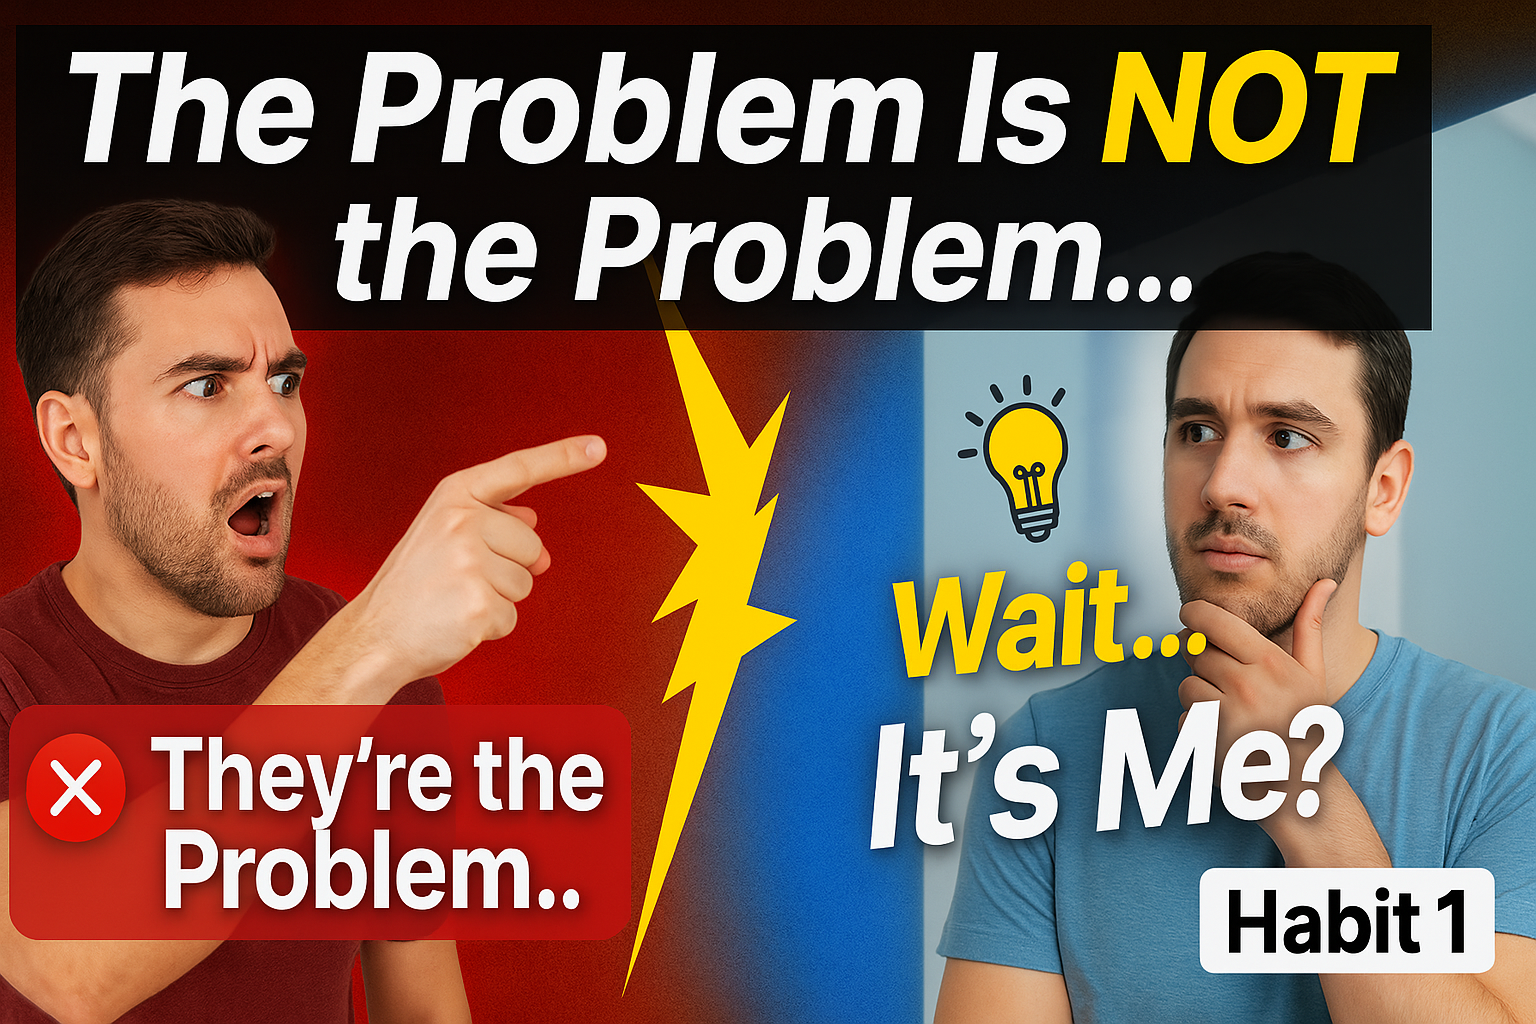 The Problem Is NOT
the Problem...
They're the
Problem..
Wait...
It's Me?
Habit 1